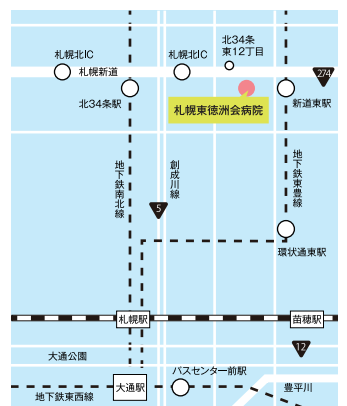 北34条
東12丁目
札幌北IC
札幌北IC
札幌新道
274
北34条駅
札幌東徳洲会病院
新道東駅
地下鉄南北線
創成川線
地下鉄東豊線
5
環状通東駅
札幌駅
苗穂駅
12
大通公園
バスセンター前駅
大通駅
地下鉄東西線
豊平川